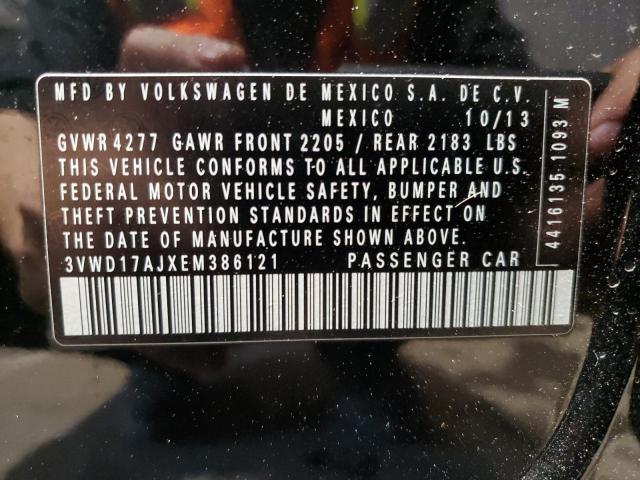 MFD BY VOLKSWAGEN DE MEXICO S.A. DE C.V.
MEXICO 10/13
GVWR 4277 GAWR FRONT 2205 / REAR 2183 LBS
THIS VEHICLE CONFORMS TO ALL APPLICABLE U.S.
FEDERAL MOTOR VEHICLE SAFETY, BUMPER AND
THEFT PREVENTION STANDARDS IN EFFECT ON
THE DATE OF MANUFACTURE SHOWN ABOVE.
3VWD17AJXEM386121 PASSENGER CAR
4416135 1093 M